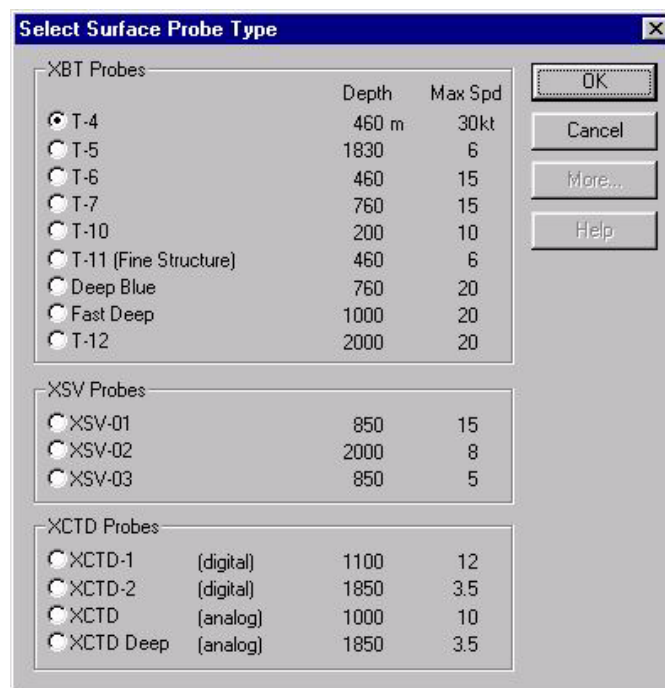 Select Surface Probe Type
XBT Probes
Depth Max Spd
T-4 460 m 30kt
T-5 1830 6
T-6 460 15
T-7 760 15
T-10 200 10
T-11 (Fine Structure) 460 6
Deep Blue 760 20
Fast Deep 1000 20
T-12 2000 20
XSV Probes
XSV-01 850 15
XSV-02 2000 8
XSV-03 850 5
XCTD Probes
XCTD-1 (digital) 1100 12
XCTD-2 (digital) 1850 3.5
XCTD (analog) 1000 10
XCTD Deep (analog) 1850 3.5
OK
Cancel
More...
Help